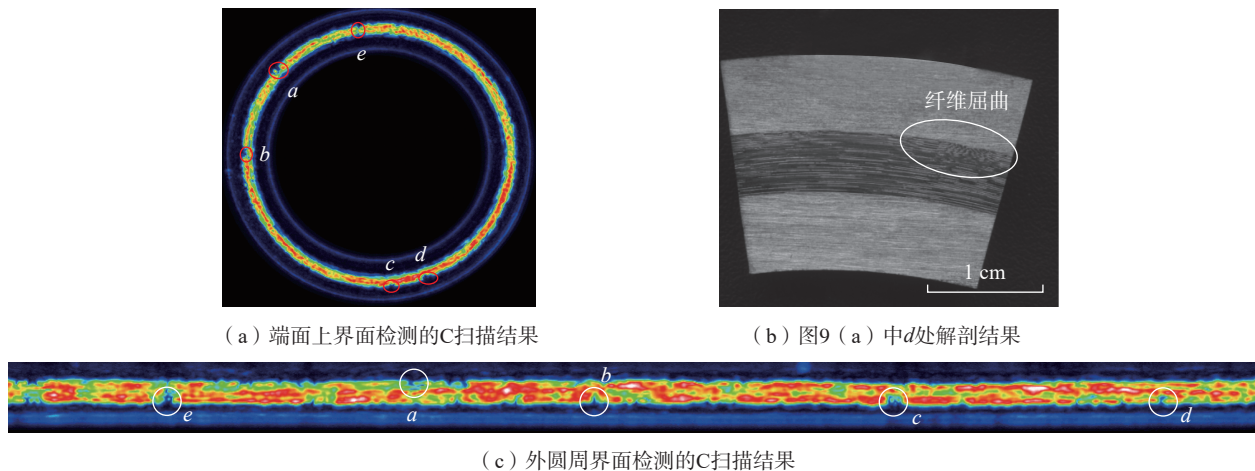 e
a
b
c
d
纤维屈曲
1 cm
（a）端面上界面检测的C扫描结果
（b）图9（a）中d处解剖结果
b
e
a
c
d
（c）外圆周界面检测的C扫描结果